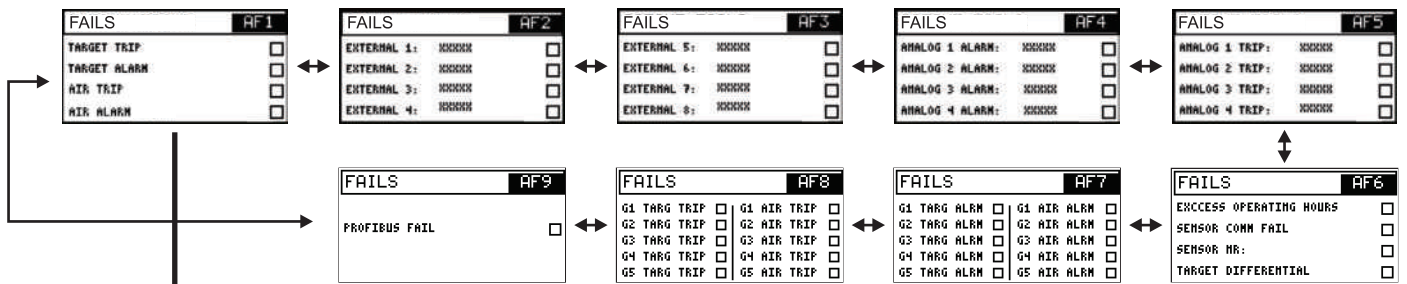 FAILS AF1
TARGET TRIP
TARGET ALARM
AIR TRIP
AIR ALARM
FAILS AF2
EXTERNAL 1: XXXXX
EXTERNAL 2: XXXXX
EXTERNAL 3: XXXXX
EXTERNAL 4: XXXXX
FAILS AF3
EXTERNAL 5: XXXXX
EXTERNAL 6: XXXXX
EXTERNAL 7: XXXXX
EXTERNAL 8: XXXXX
FAILS AF4
ANALOG 1 ALARM: XXXXX
ANALOG 2 ALARM: XXXXX
ANALOG 3 ALARM: XXXXX
ANALOG 4 ALARM: XXXXX
FAILS AF5
ANALOG 1 TRIP: XXXXX
ANALOG 2 TRIP: XXXXX
ANALOG 3 TRIP: XXXXX
ANALOG 4 TRIP: XXXXX
FAILS AF9
PROFIBUS FAIL
FAILS AF8
G1 TARG TRIP G1 AIR TRIP
G2 TARG TRIP G2 AIR TRIP
G3 TARG TRIP G3 AIR TRIP
G4 TARG TRIP G4 AIR TRIP
G5 TARG TRIP G5 AIR TRIP
FAILS AF7
G1 TARG ALRM G1 AIR ALRM
G2 TARG ALRM G2 AIR ALRM
G3 TARG ALRM G3 AIR ALRM
G4 TARG ALRM G4 AIR ALRM
G5 TARG ALRM G5 AIR ALRM
FAILS AF6
EXCCESS OPERATING HOURS
SENSOR COMM FAIL
SENSOR NR:
TARGET DIFFERENTIAL